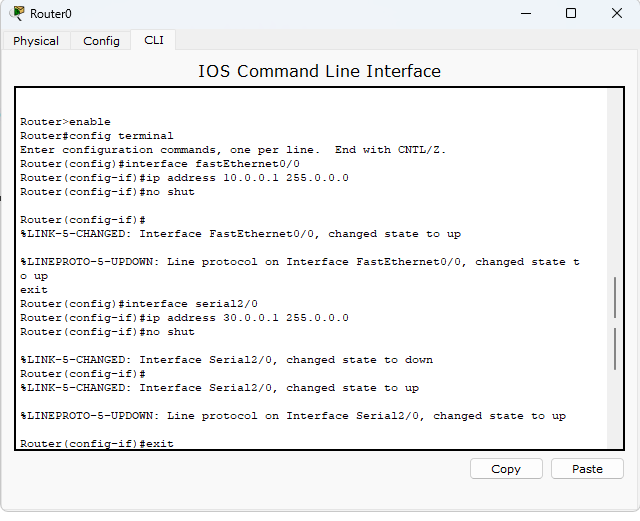 Router0
Physical Config CLI
IOS Command Line Interface
Router>enable
Router#config terminal
Enter configuration commands, one per line.  End with CNTL/Z.
Router(config)#interface fastEthernet0/0
Router(config-if)#ip address 10.0.0.1 255.0.0.0
Router(config-if)#no shut
Router(config-if)#
%LINK-5-CHANGED: Interface FastEthernet0/0, changed state to up
%LINEPROTO-5-UPDOWN: Line protocol on Interface FastEthernet0/0, changed state t
o up
exit
Router(config)#interface serial2/0
Router(config-if)#ip address 30.0.0.1 255.0.0.0
Router(config-if)#no shut
%LINK-5-CHANGED: Interface Serial2/0, changed state to down
Router(config-if)#
%LINK-5-CHANGED: Interface Serial2/0, changed state to up
%LINEPROTO-5-UPDOWN: Line protocol on Interface Serial2/0, changed state to up
Router(config-if)#exit
Copy Paste